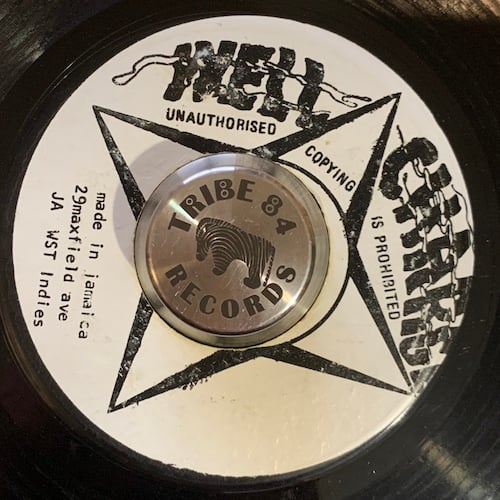 WELL
CHARGE
UNAUTHORISED
COPYING
IS PROHIBITED
TRIBE 84
RECORDS
made in jamaica
29maxfield ave
JA WST Indies